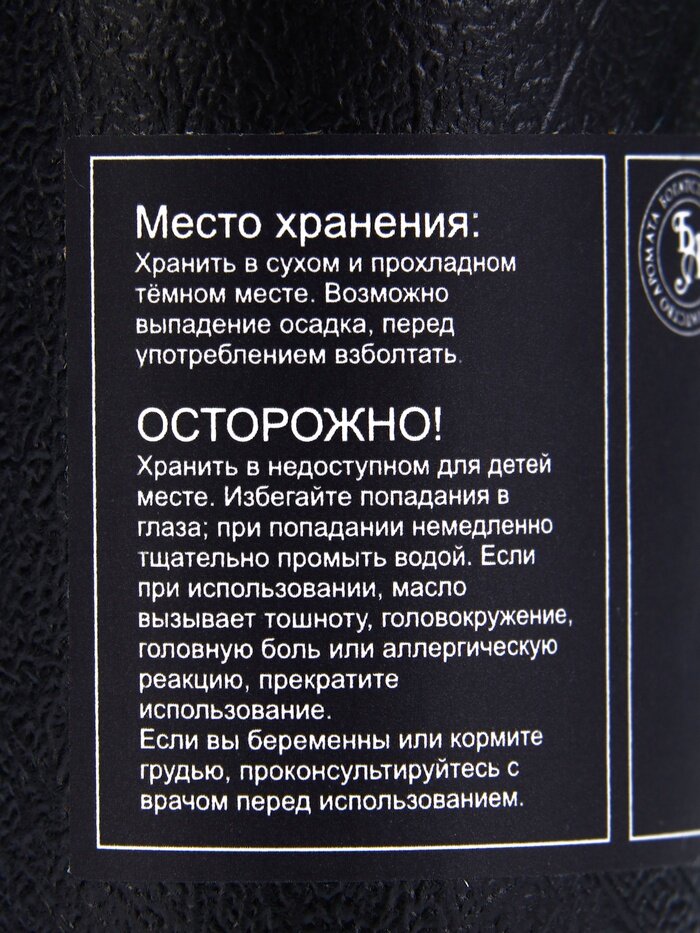 Место хранения:
Хранить в сухом и прохладном
тёмном месте. Возможно
выпадение осадка, перед
употреблением взболтать.
ОСТОРОЖНО!
Хранить в недоступном для детей
месте. Избегайте попадания в
глаза; при попадании немедленно
тщательно промыть водой. Если
при использовании, масло
вызывает тошноту, головокружение,
головную боль или аллергическую
реакцию, прекратите
использование.
Если вы беременны или кормите
грудью, проконсультируйтесь с
врачом перед использованием.
АРОМАТА